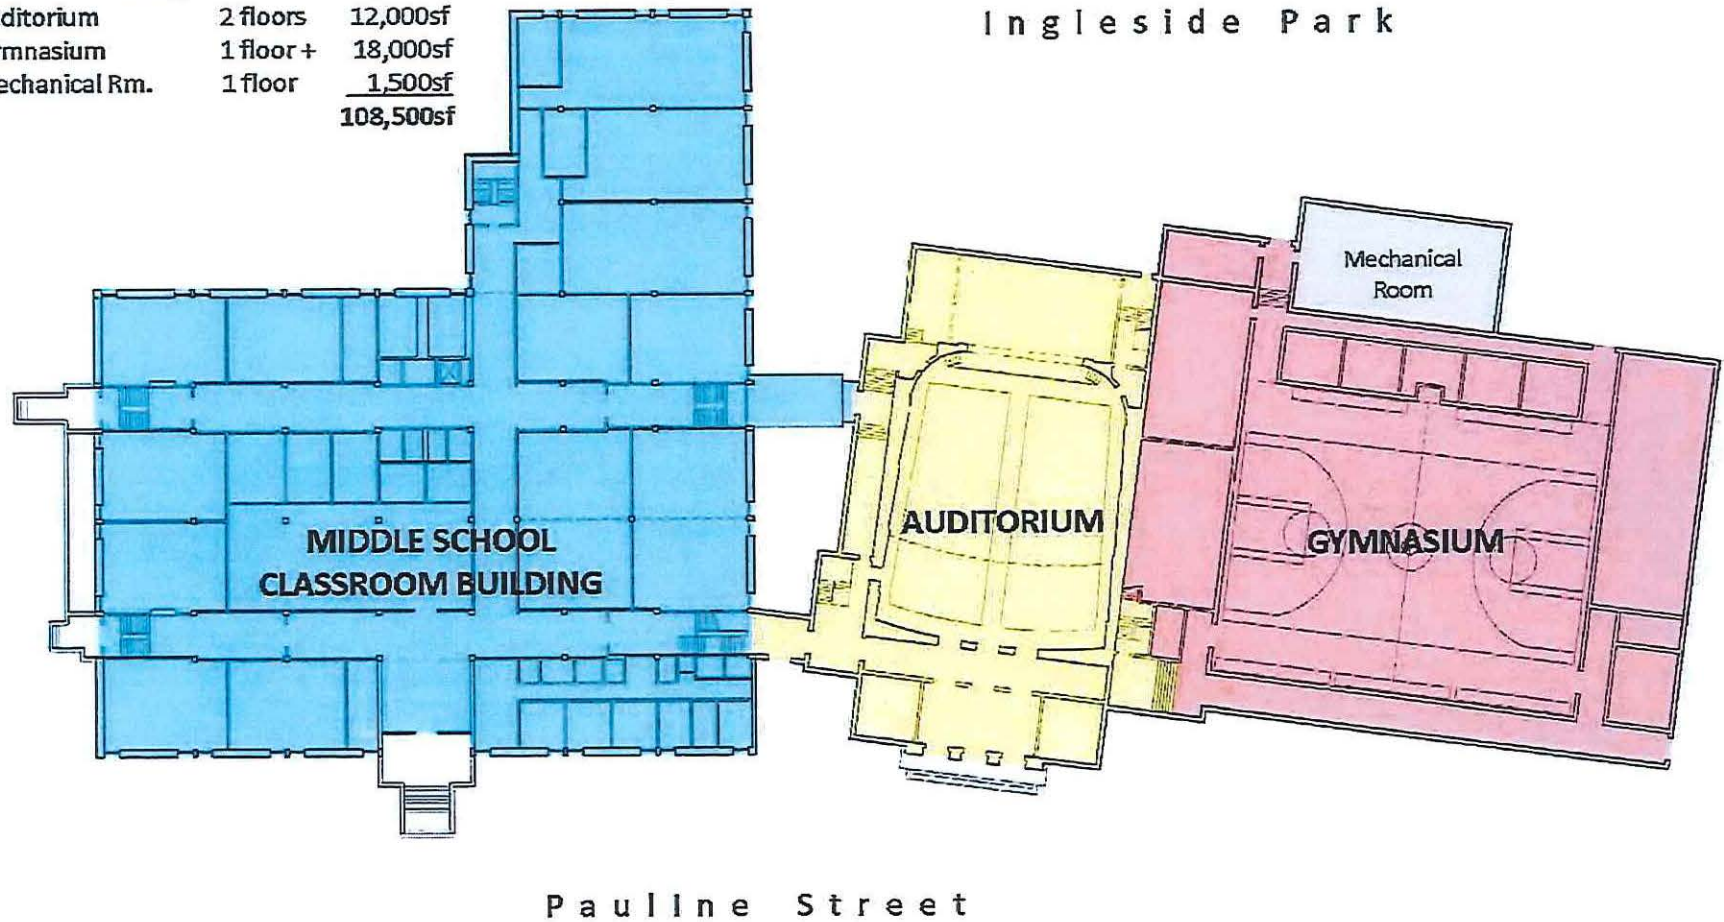 ditorium 2 floors 12,000sf
mnasium 1 floor + 18,000sf
echanical Rm. 1 floor 1,500sf
108,500sf
Ingleside Park
Mechanical
Room
AUDITORIUM
GYMNASIUM
MIDDLE SCHOOL
CLASSROOM BUILDING
Pauline Street